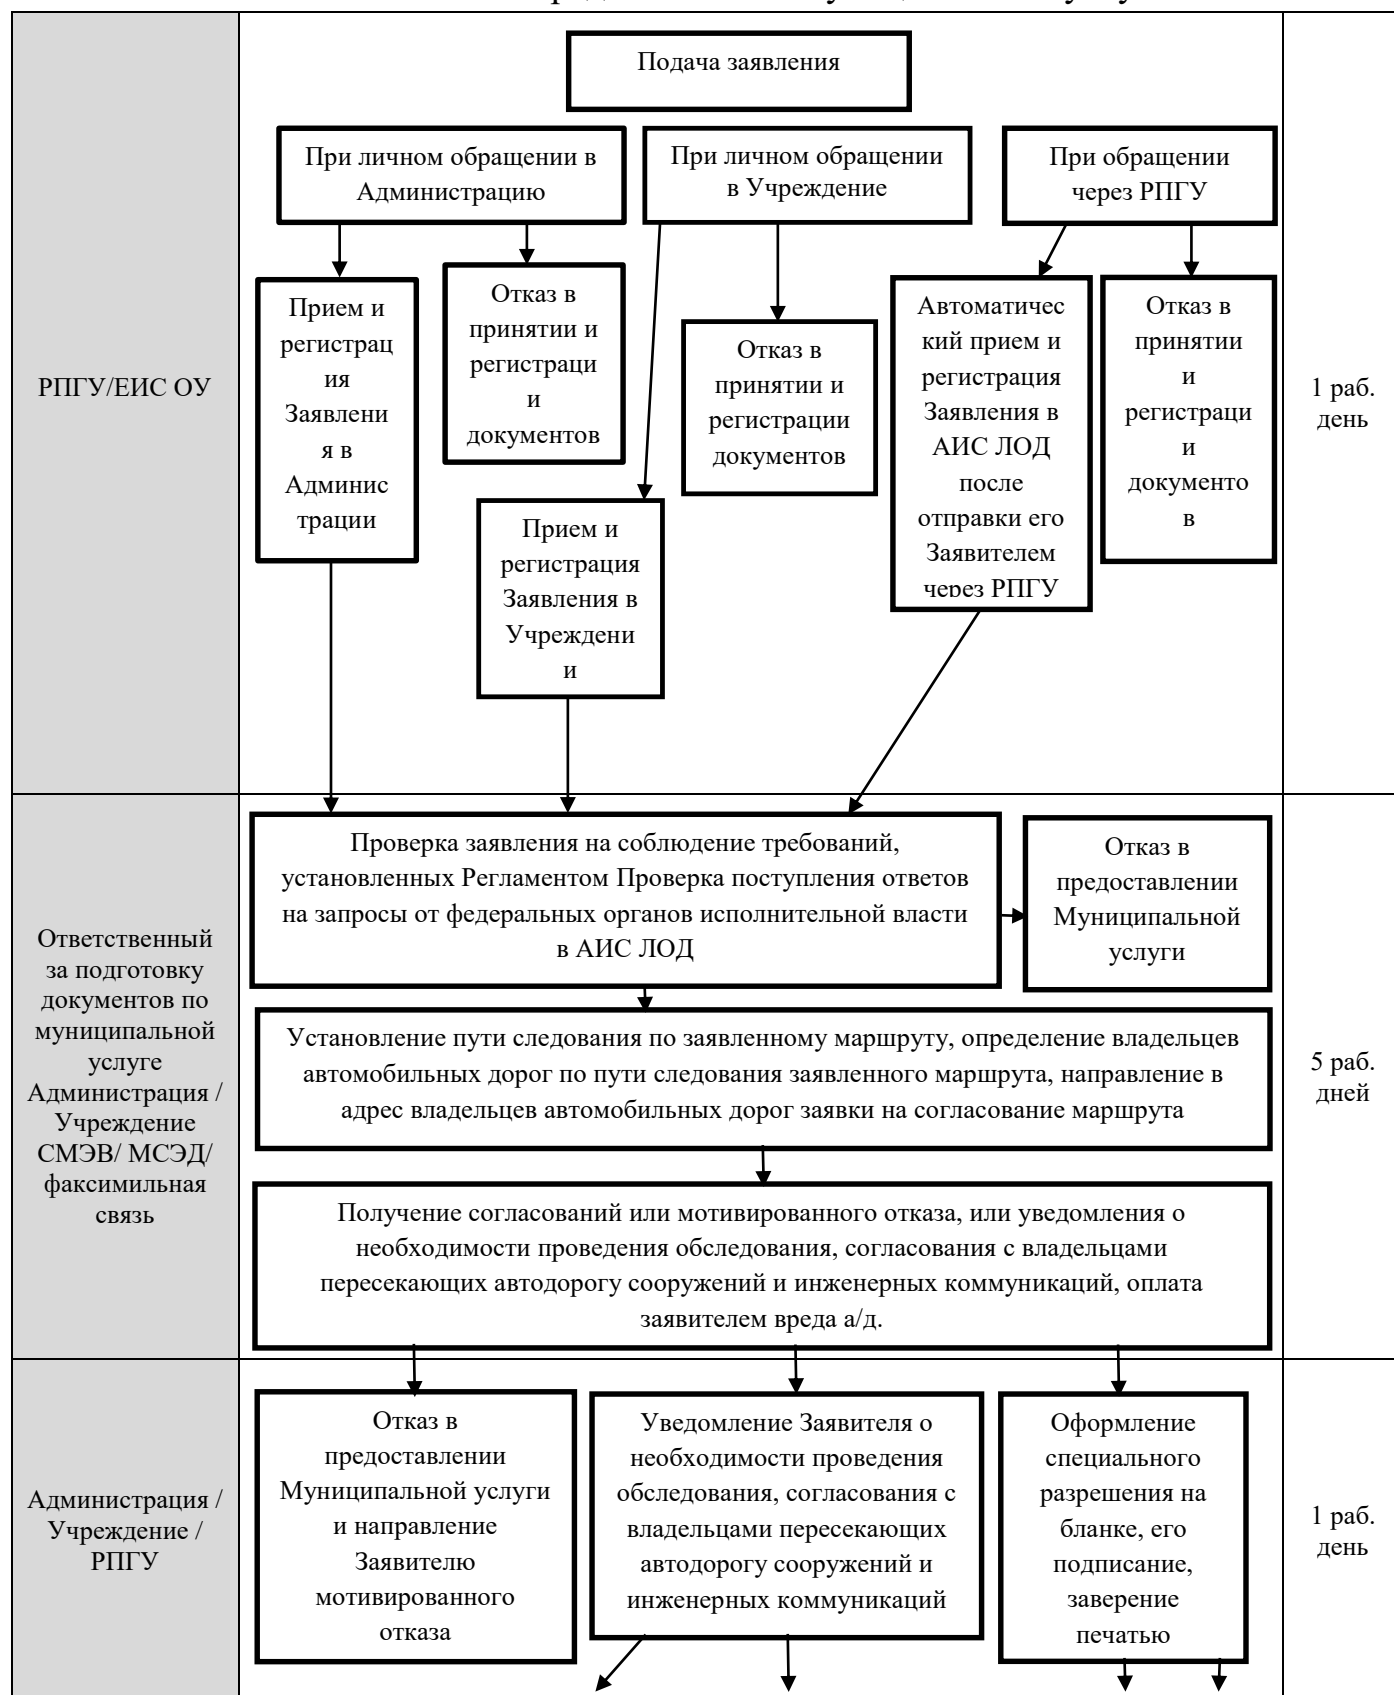 Подача заявления
При личном обращении в
Администрацию
При личном обращении
в Учреждение
При обращении
через РПГУ
РПГУ/ЕИС ОУ
Прием и
регистрац
ия
Заявлени
я в
Админис
трации
Отказ в
принятии и
регистраци
и
документов
Прием и
регистрация
Заявления в
Учреждени
и
Отказ в
принятии и
регистрации
документов
Автоматичес
кий прием и
регистрация
Заявления в
АИС ЛОД
после
отправки его
Заявителем
через РПГУ
Отказ в
принятии
и
регистраци
и
документо
в
1 раб.
день
Ответственный
за подготовку
документов по
муниципальной
услуге
Администрация /
Учреждение
СМЭВ/ МСЭД/
факсимильная
связь
Проверка заявления на соблюдение требований,
установленных Регламентом Проверка поступления ответов
на запросы от федеральных органов исполнительной власти
в АИС ЛОД
Отказ в
предоставлении
Муниципальной
услуги
Установление пути следования по заявленному маршруту, определение владельцев
автомобильных дорог по пути следования заявленного маршрута, направление в
адрес владельцев автомобильных дорог заявки на согласование маршрута
Получение согласований или мотивированного отказа, или уведомления о
необходимости проведения обследования, согласования с владельцами
пересекающих автодорогу сооружений и инженерных коммуникаций, оплата
заявителем вреда а/д.
5 раб.
дней
Администрация /
Учреждение /
РПГУ
Отказ в
предоставлении
Муниципальной услуги
и направление
Заявителю
мотивированного
отказа
Уведомление Заявителя о
необходимости проведения
обследования, согласования с
владельцами пересекающих
автодорогу сооружений и
инженерных коммуникаций
Оформление
специального
разрешения на
бланке, его
подписание,
заверение
печатью
1 раб.
день